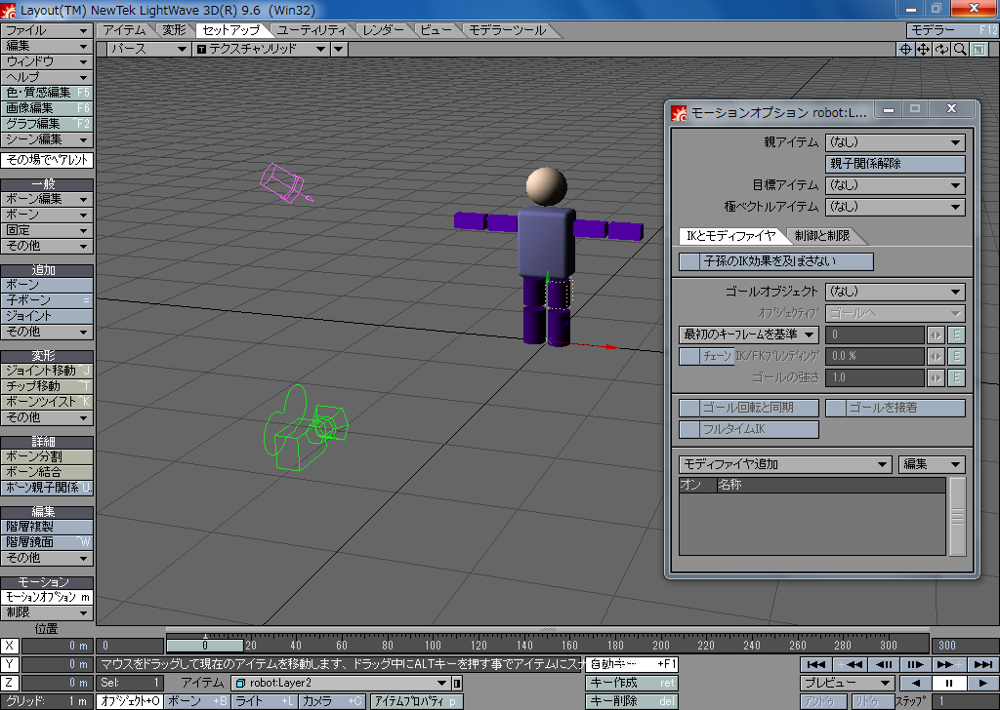 Layout(TM) NewTek LightWave 3D(R) 9.6 (Win32)
ファイル
編集
ウィンドウ
ヘルプ
色・質感編集 F5
画像編集 F6
グラフ編集 ^F2
シーン編集
その場でペアレント
一般
ボーン編集
ボーン
固定
その他
追加
ボーン
子ボーン =
ジョイント
その他
変形
ジョイント移動 ^J
チップ移動 ^T
ボーンツイスト ^K
その他
詳細
ボーン分割
ボーン結合
ボーン親子関係 U
編集
階層複製
階層鏡面 ^W
その他
モーション
モーションオプション m
制限
アイテム 変形 セットアップ ユーティリティ レンダー ビュー モデラーツール
モデラー F12
パース テクスチャソリッド
モーションオプション robot:L...
親アイテム (なし)
親子関係解除
目標アイテム (なし)
極ベクトルアイテム (なし)
IKとモディファイヤ 制御と制限
子孫のIK効果を及ぼさない
ゴールオブジェクト (なし)
オブジェクティブ ゴールへ
最初のキーフレームを基準 0 E
チェーン IK/FKブレンディング 0.0 % E
ゴールの強さ 1.0 E
ゴール回転と同期 ゴールを接着
フルタイムIK
モディファイヤ追加 編集
オン 名称
位置
X 0 m
Y 0 m
Z 0 m
グリッド: 1 m
0 0 20 40 60 80 100 120 140 160 180 200 220 240 260 280 300 300
マウスをドラッグして現在のアイテムを移動します、ドラッグ中にALTキーを押す事でアイテムにスナ
Sel: 1 アイテム robot:Layer2
オブジェクト+O ボーン +B ライト +L カメラ +C アイテムプロパティ p
自動キー +F1
キー作成 ret
キー削除 del
プレビュー
アンドゥ リドゥ ステップ 1